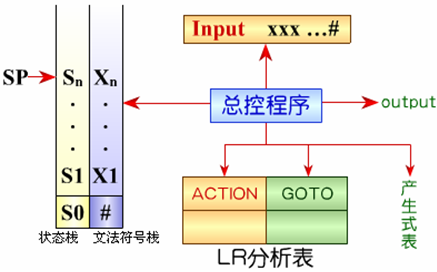 Input xxx …#
SP
Sn Xn
. .
. .
. .
S1 X1
S0 #
状态栈 文法符号栈
总控程序
output
ACTION GOTO
LR分析表
产生式表